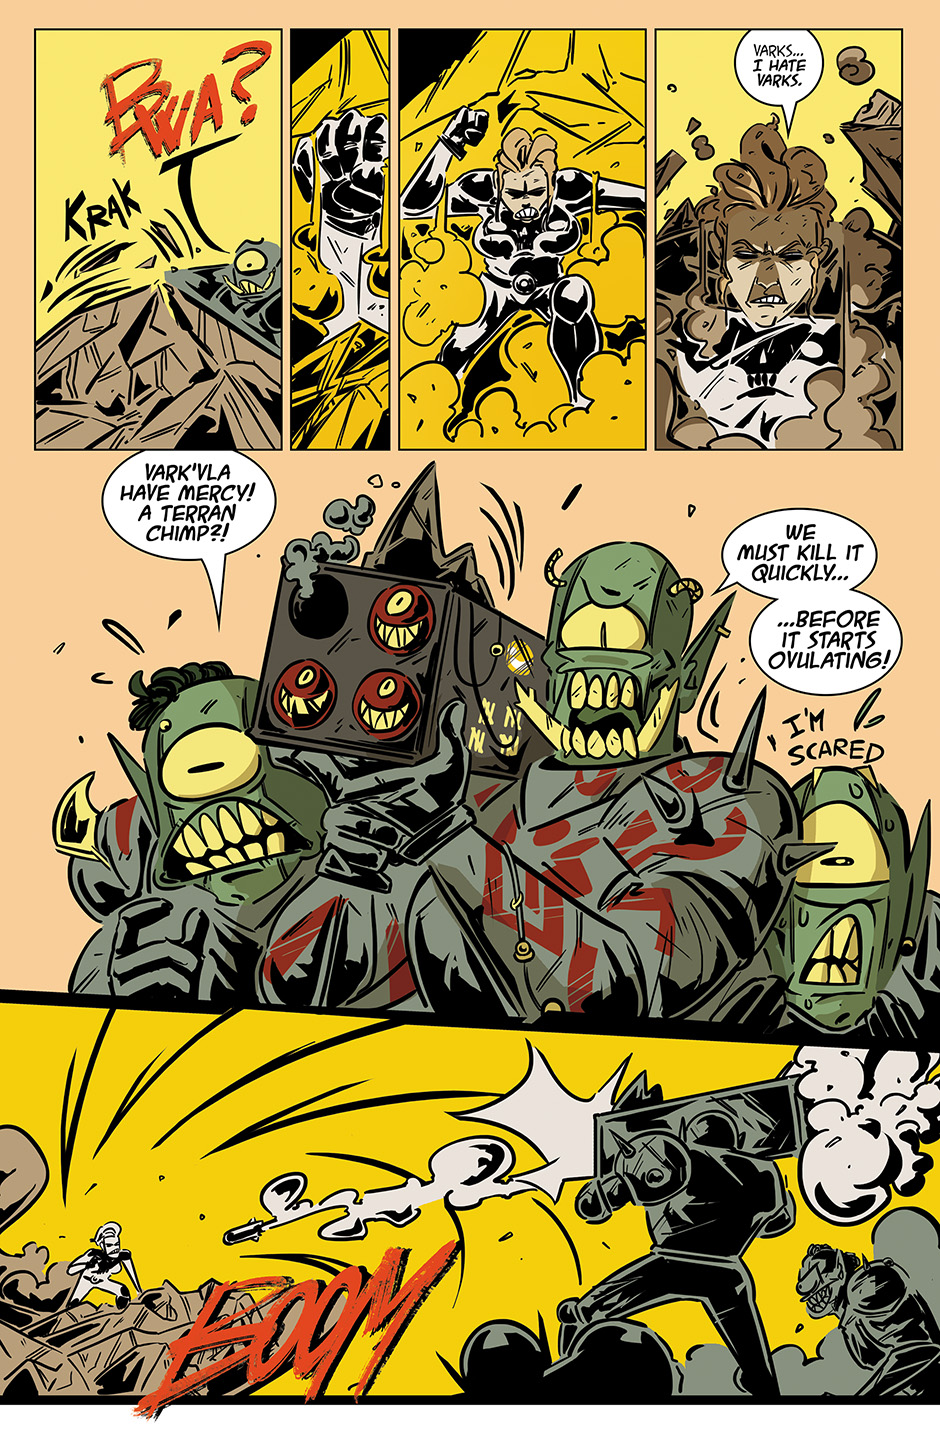 BWA?
KRAK
VARKS...
I HATE
VARKS.
VARK'VLA
HAVE MERCY!
A TERRAN
CHIMP?!
WE
MUST KILL IT
QUICKLY...
...BEFORE
IT STARTS
OVULATING!
I'M
SCARED
BOOM